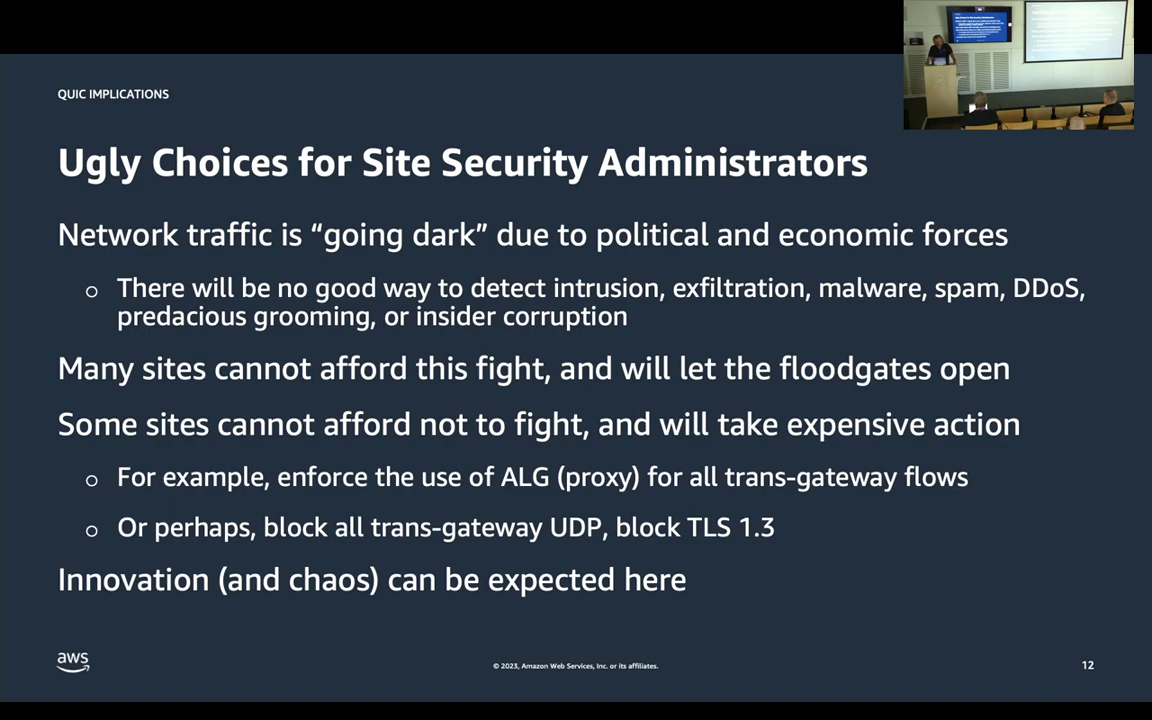 QUIC IMPLICATIONS
Ugly Choices for Site Security Administrators
Network traffic is “going dark” due to political and economic forces
○ There will be no good way to detect intrusion, exfiltration, malware, spam, DDoS,
predacious grooming, or insider corruption
Many sites cannot afford this fight, and will let the floodgates open
Some sites cannot afford not to fight, and will take expensive action
○ For example, enforce the use of ALG (proxy) for all trans-gateway flows
○ Or perhaps, block all trans-gateway UDP, block TLS 1.3
Innovation (and chaos) can be expected here
aws
© 2023, Amazon Web Services, Inc. or its affiliates.
12